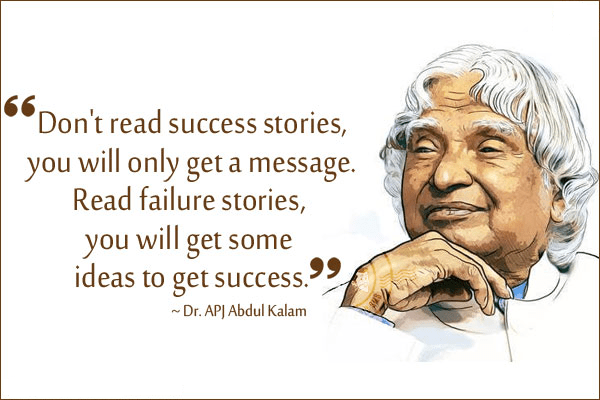 “Don't read success stories,
you will only get a message.
Read failure stories,
you will get some
ideas to get success.”
~ Dr. APJ Abdul Kalam